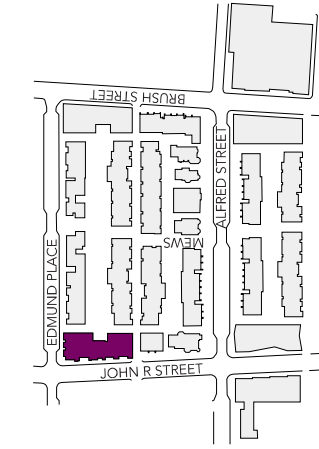 BRUSH STREET
ALFRED STREET
MEWS
EDMUND PLACE
JOHN R STREET